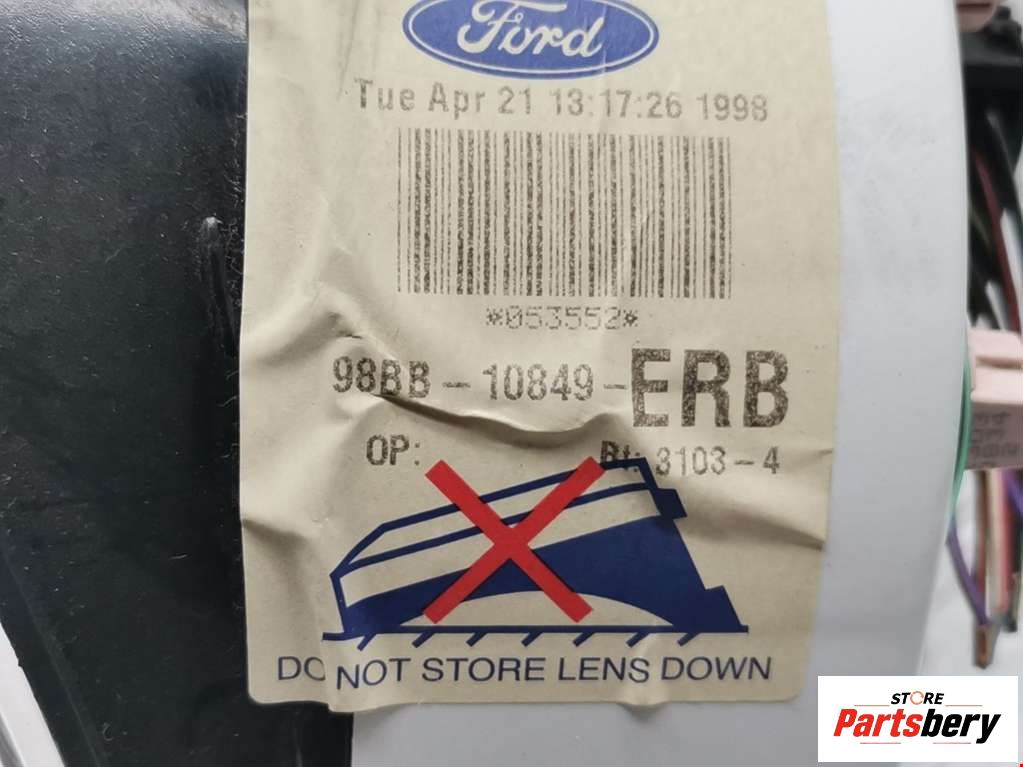 Ford
Tue Apr 21 13:17:26 1998
*053552*
98BB-10849-ERB
OP: Bt: 3103-4
DO NOT STORE LENS DOWN
STORE
Partsbery